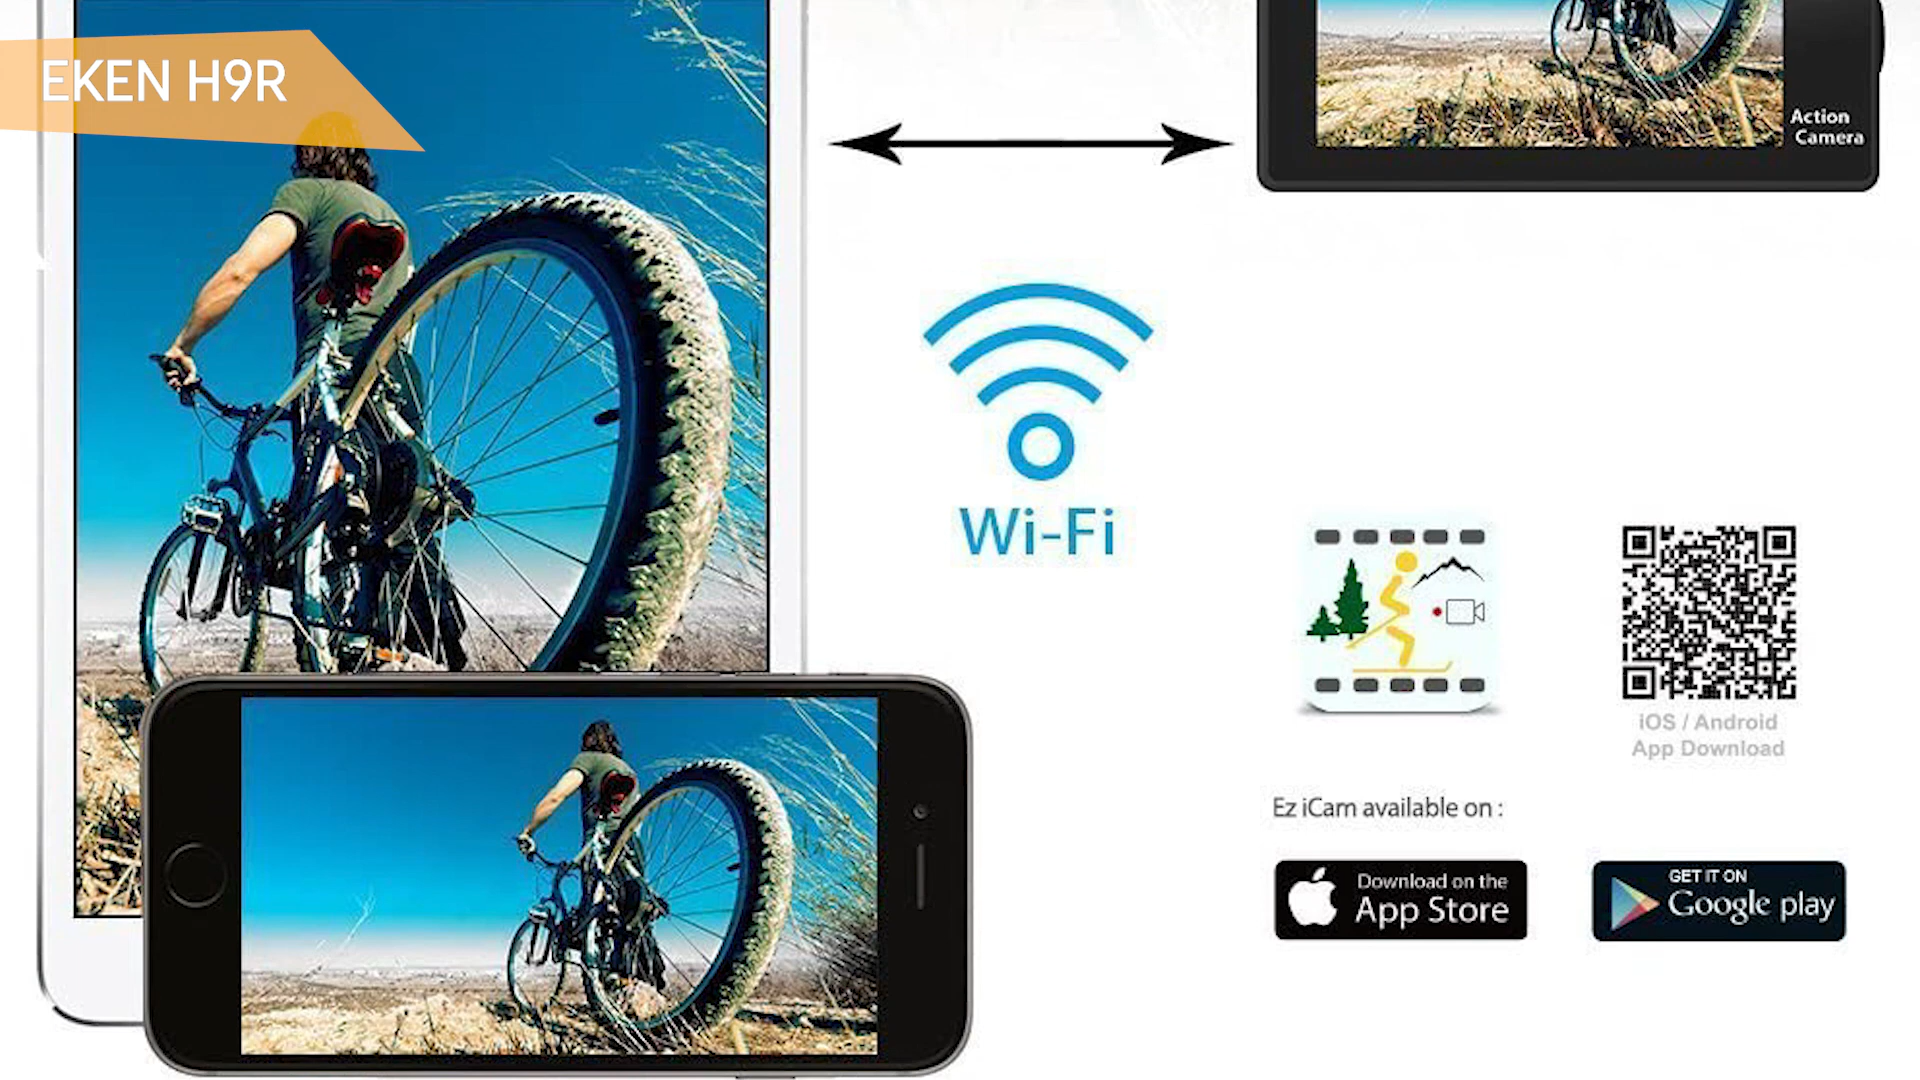 EKEN H9R
Action
Camera
Wi-Fi
iOS / Android
App Download
Ez iCam available on :
Download on the
App Store
GET IT ON
Google play